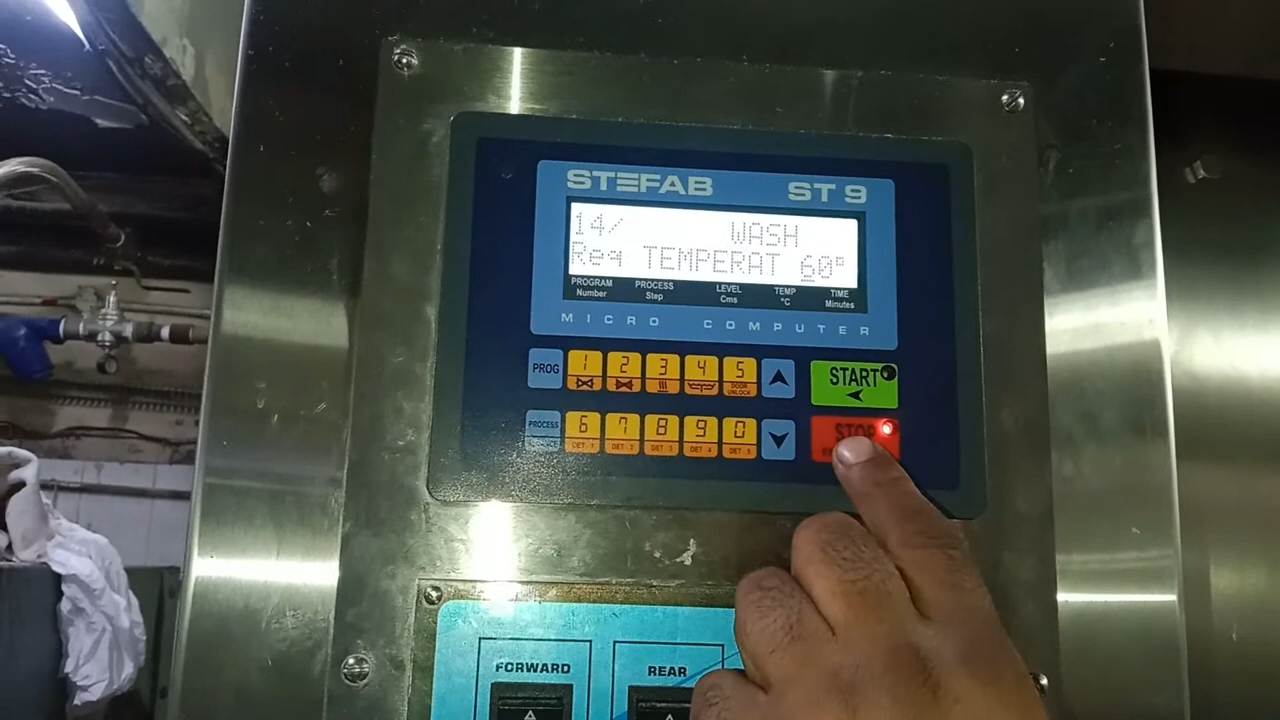 STEFAB ST 9
14/ WASH
Req TEMPERAT 60°
PROGRAM Number PROCESS Step LEVEL Cms TEMP °C TIME Minutes
MICRO COMPUTER
PROG 1 2 3 4 5 DOOR UNLOCK START
PROCESS 6 7 8 9 0 STOP
DET 1 DET 2 DET 3 DET 4 DET 5
FORWARD REAR